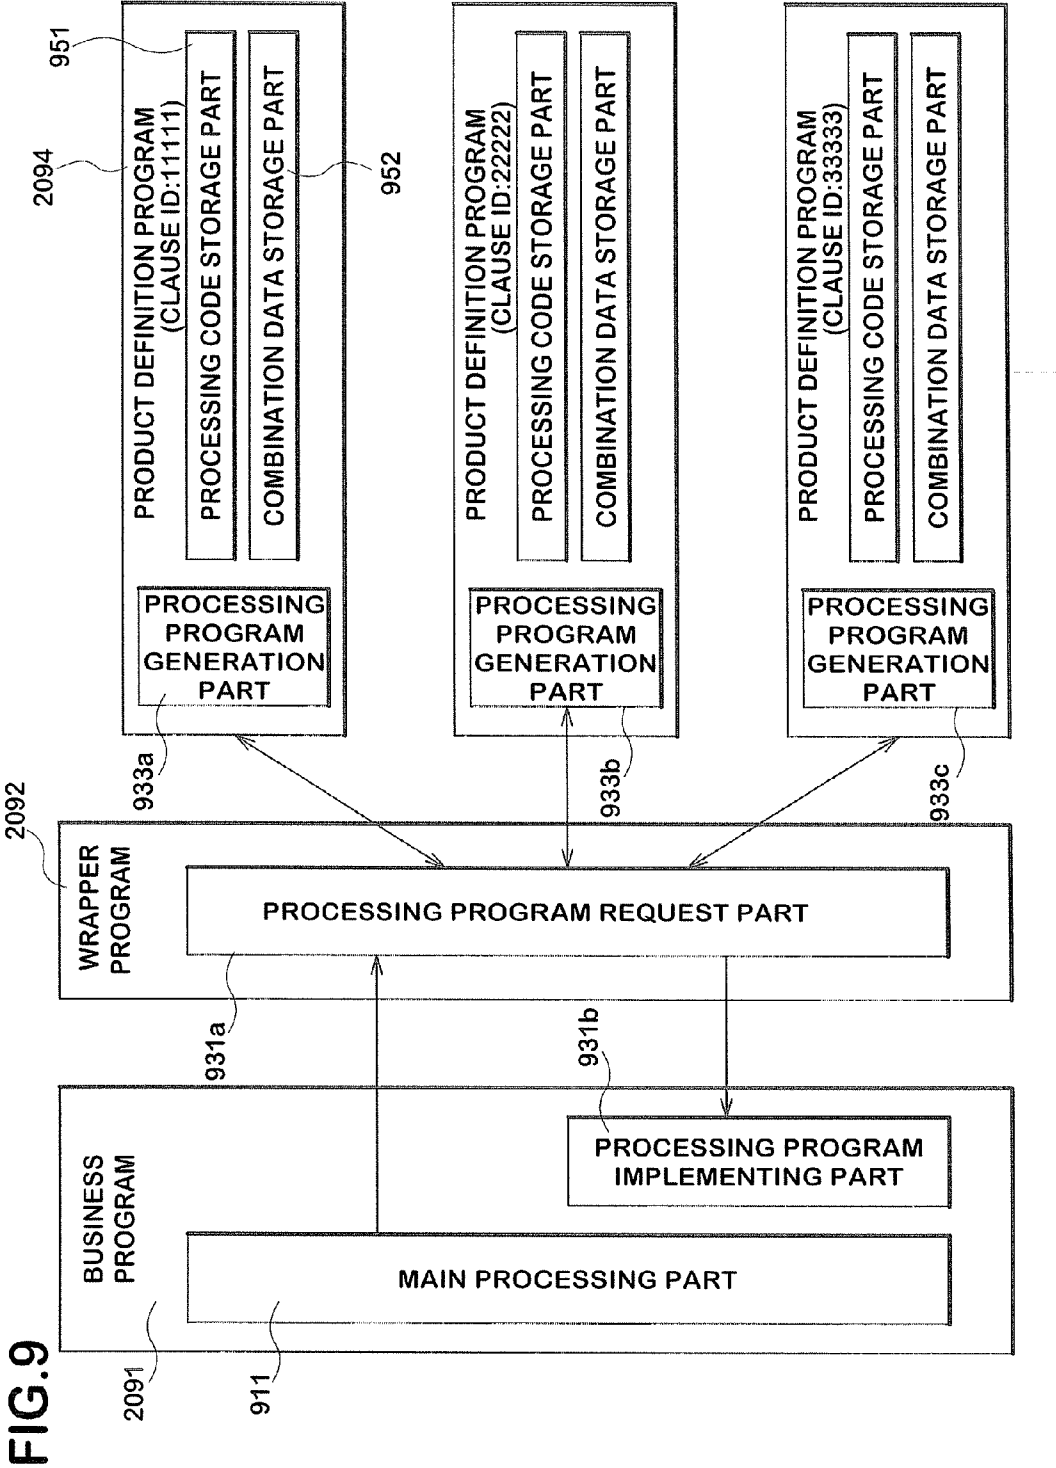 FIG.9
2091
BUSINESS
PROGRAM
911
MAIN PROCESSING PART
931b
PROCESSING PROGRAM
IMPLEMENTING PART
2092
WRAPPER
PROGRAM
931a
PROCESSING PROGRAM REQUEST PART
2094
PRODUCT DEFINITION PROGRAM
(CLAUSE ID:11111)
951
PROCESSING CODE STORAGE PART
COMBINATION DATA STORAGE PART
952
PROCESSING
PROGRAM
GENERATION
PART
933a
PRODUCT DEFINITION PROGRAM
(CLAUSE ID:22222)
PROCESSING CODE STORAGE PART
COMBINATION DATA STORAGE PART
PROCESSING
PROGRAM
GENERATION
PART
933b
PRODUCT DEFINITION PROGRAM
(CLAUSE ID:33333)
PROCESSING CODE STORAGE PART
COMBINATION DATA STORAGE PART
PROCESSING
PROGRAM
GENERATION
PART
933c